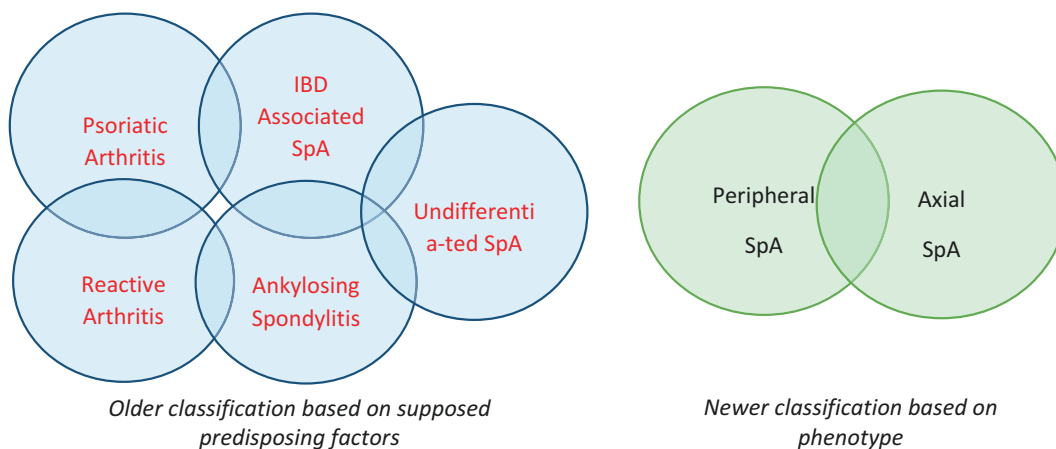 Psoriatic
Arthritis
IBD
Associated
SpA
Undifferenti
a-ted SpA
Reactive
Arthritis
Ankylosing
Spondylitis
Older classification based on supposed
predisposing factors
Peripheral
SpA
Axial
SpA
Newer classification based on
phenotype